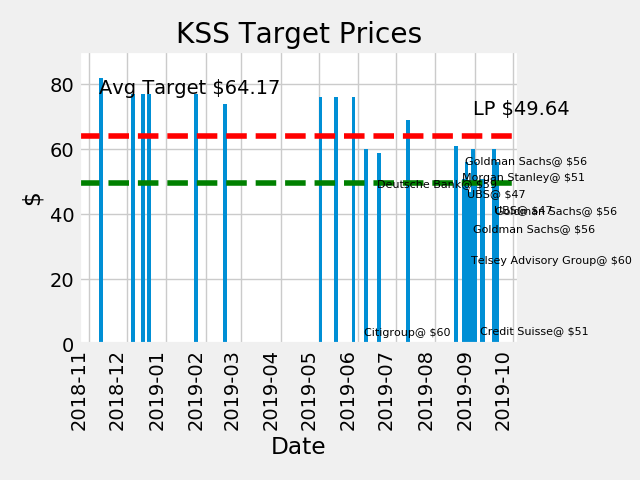 KSS Target Prices
Avg Target $64.17
LP $49.64
Goldman Sachs@ $56
Morgan Stanley@ $51
Deutsche Bank@ $59
UBS@ $47
UBS@ $47
Goldman Sachs@ $56
Goldman Sachs@ $56
Telsey Advisory Group@ $60
Citigroup@ $60
Credit Suisse@ $51
$
80
60
40
20
0
2018-11
2018-12
2019-01
2019-02
2019-03
2019-04
2019-05
2019-06
2019-07
2019-08
2019-09
2019-10
Date